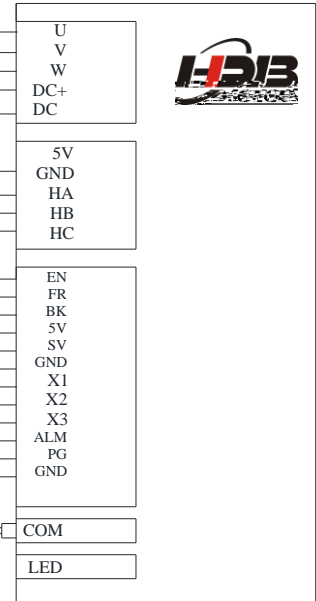 U
V
W
DC+
DC
HDB
5V
GND
HA
HB
HC
EN
FR
BK
5V
SV
GND
X1
X2
X3
ALM
PG
GND
COM
LED